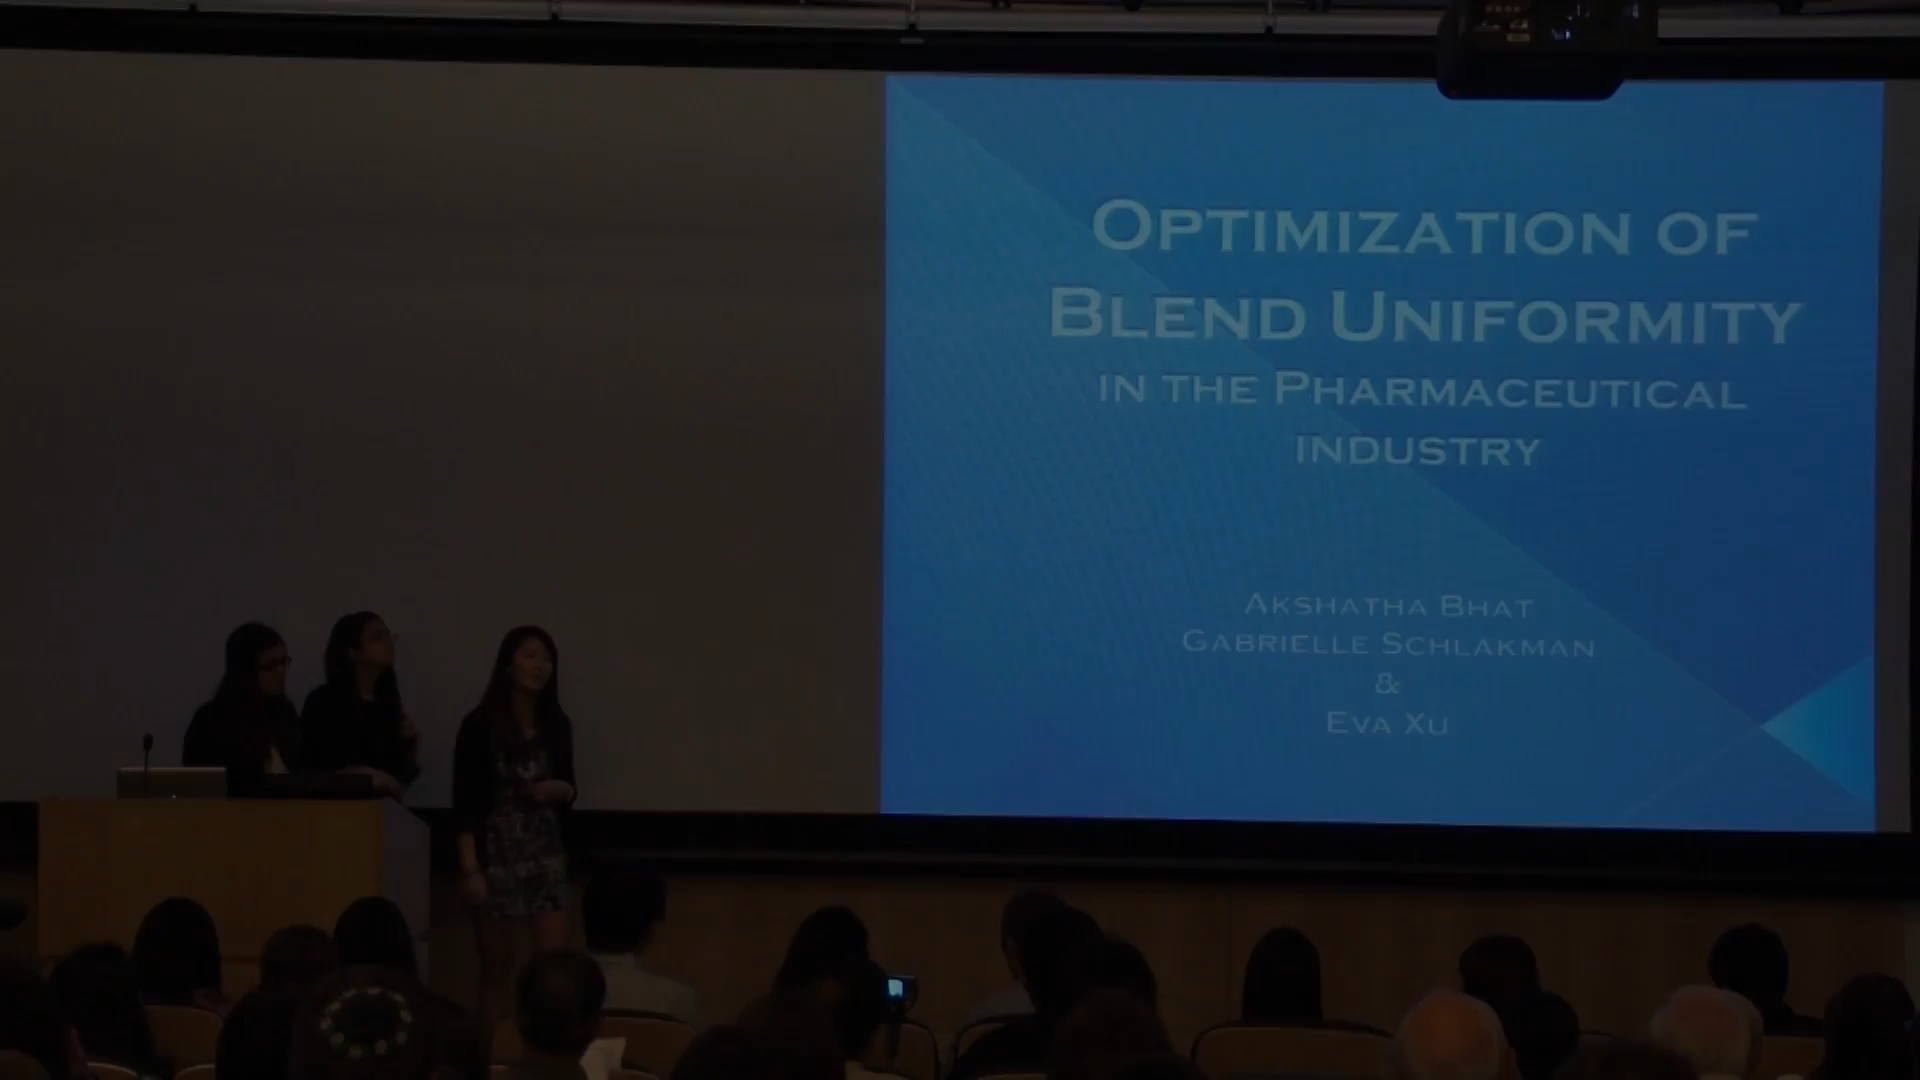 OPTIMIZATION OF
BLEND UNIFORMITY
IN THE PHARMACEUTICAL
INDUSTRY
AKSHATHA BHAT
GABRIELLE SCHLAKMAN
&
EVA XU